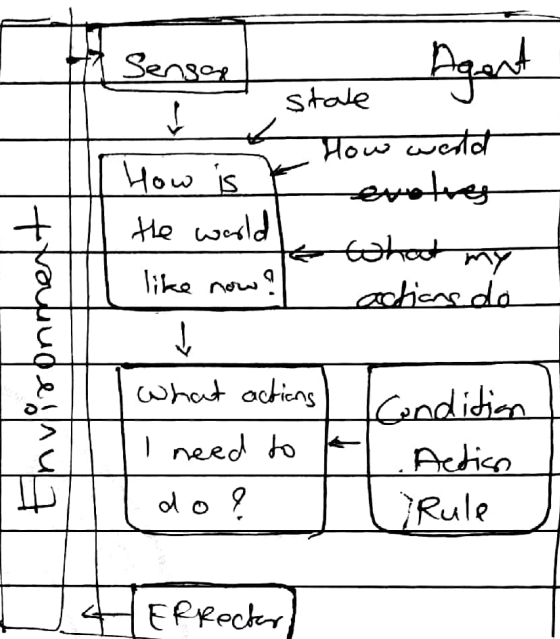 Sensor
Agent
State
How world
evolves
How is
the world
like now?
What my
actions do
Environment
What actions
I need to
do?
Condition
Action
Rule
Effector